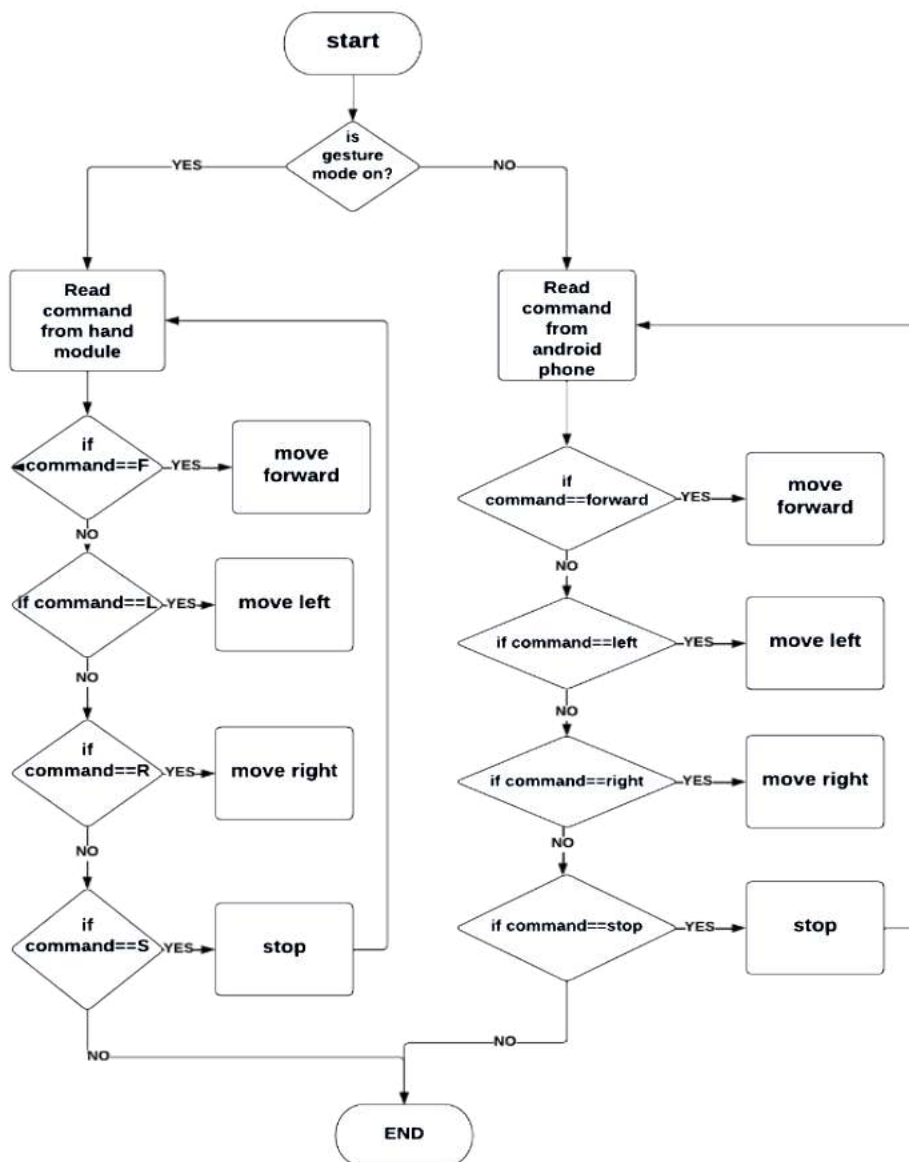 start
is
gesture
mode on?
YES
NO
Read
command
from hand
module
Read
command
from
android
phone
if
command==F
YES
move
forward
NO
if command==L
YES
move left
NO
if
command==R
YES
move right
NO
if
command==S
YES
stop
NO
if
command==forward
YES
move
forward
NO
if command==left
YES
move left
NO
if command==right
YES
move right
NO
if command==stop
YES
stop
NO
END